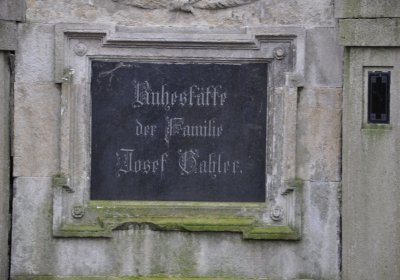 Ruhestätte
der Familie
Josef Kahler.